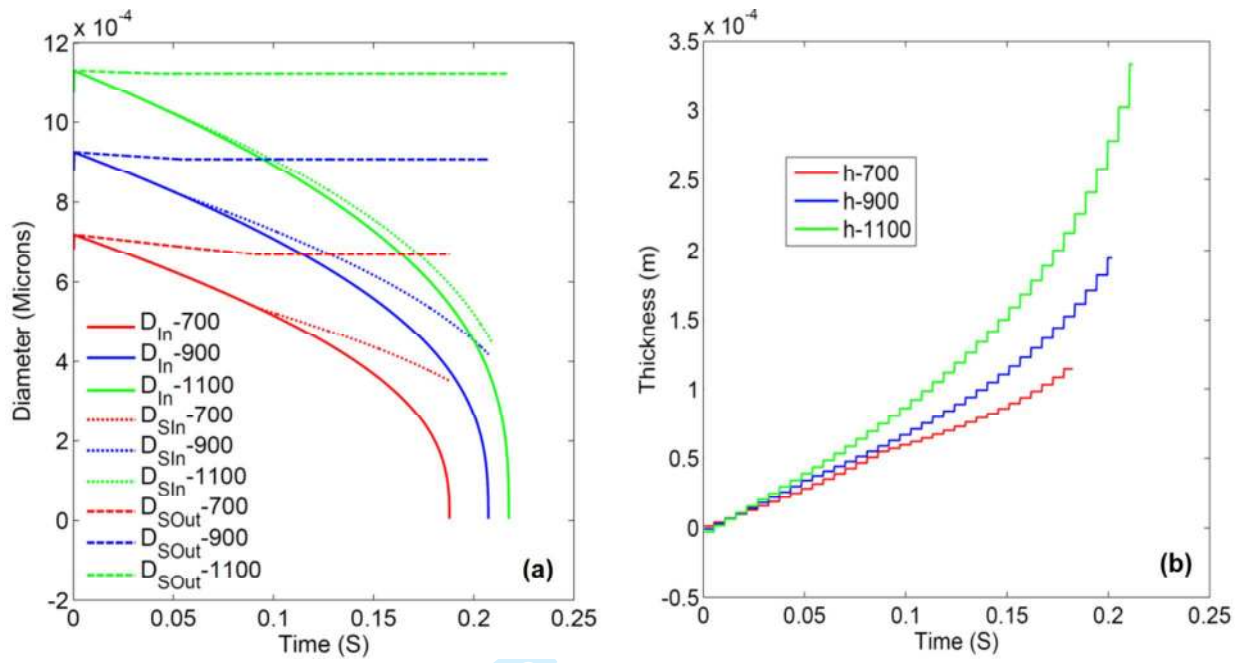 x 10⁻⁴
12
10
8
6
4
2
0
-2
Diameter (Microns)
D_In-700
D_In-900
D_In-1100
D_SIn-700
D_SIn-900
D_SIn-1100
D_SOut-700
D_SOut-900
D_SOut-1100
(a)
0 0.05 0.1 0.15 0.2 0.25
Time (S)
x 10⁻⁴
3.5
3
2.5
2
1.5
1
0.5
0
-0.5
Thickness (m)
h-700
h-900
h-1100
(b)
0 0.05 0.1 0.15 0.2 0.25
Time (S)